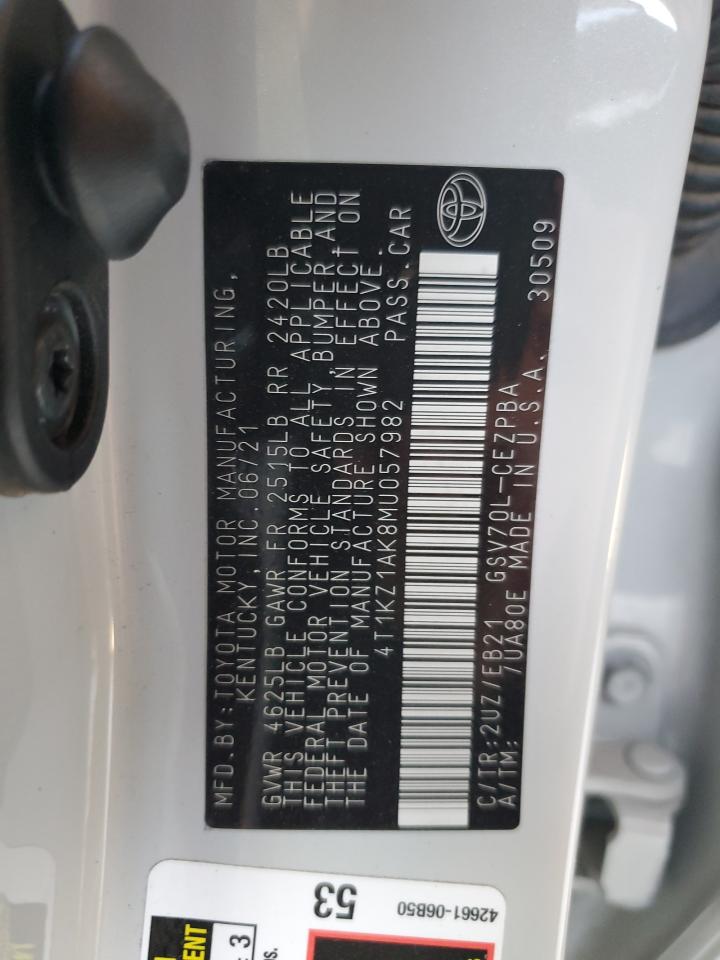 MFD.BY:TOYOTA MOTOR MANUFACTURING,
KENTUCKY,INC.06/21
GVWR 4625LB GAWR FR 2515LB RR 2420LB
THIS VEHICLE CONFORMS TO ALL APPLICABLE
FEDERAL MOTOR VEHICLE SAFETY, BUMPER, AND
THEFT PREVENTION STANDARDS IN EFFECT ON
THE DATE OF MANUFACTURE SHOWN ABOVE.
4T1KZ1AK8MU057982 PASS.CAR
C/TR:2UZ/EB21 GSV70L-CEZPBA
A/TM: 7UA80E MADE IN U.S.A. 30509
53
42661-06B50
3